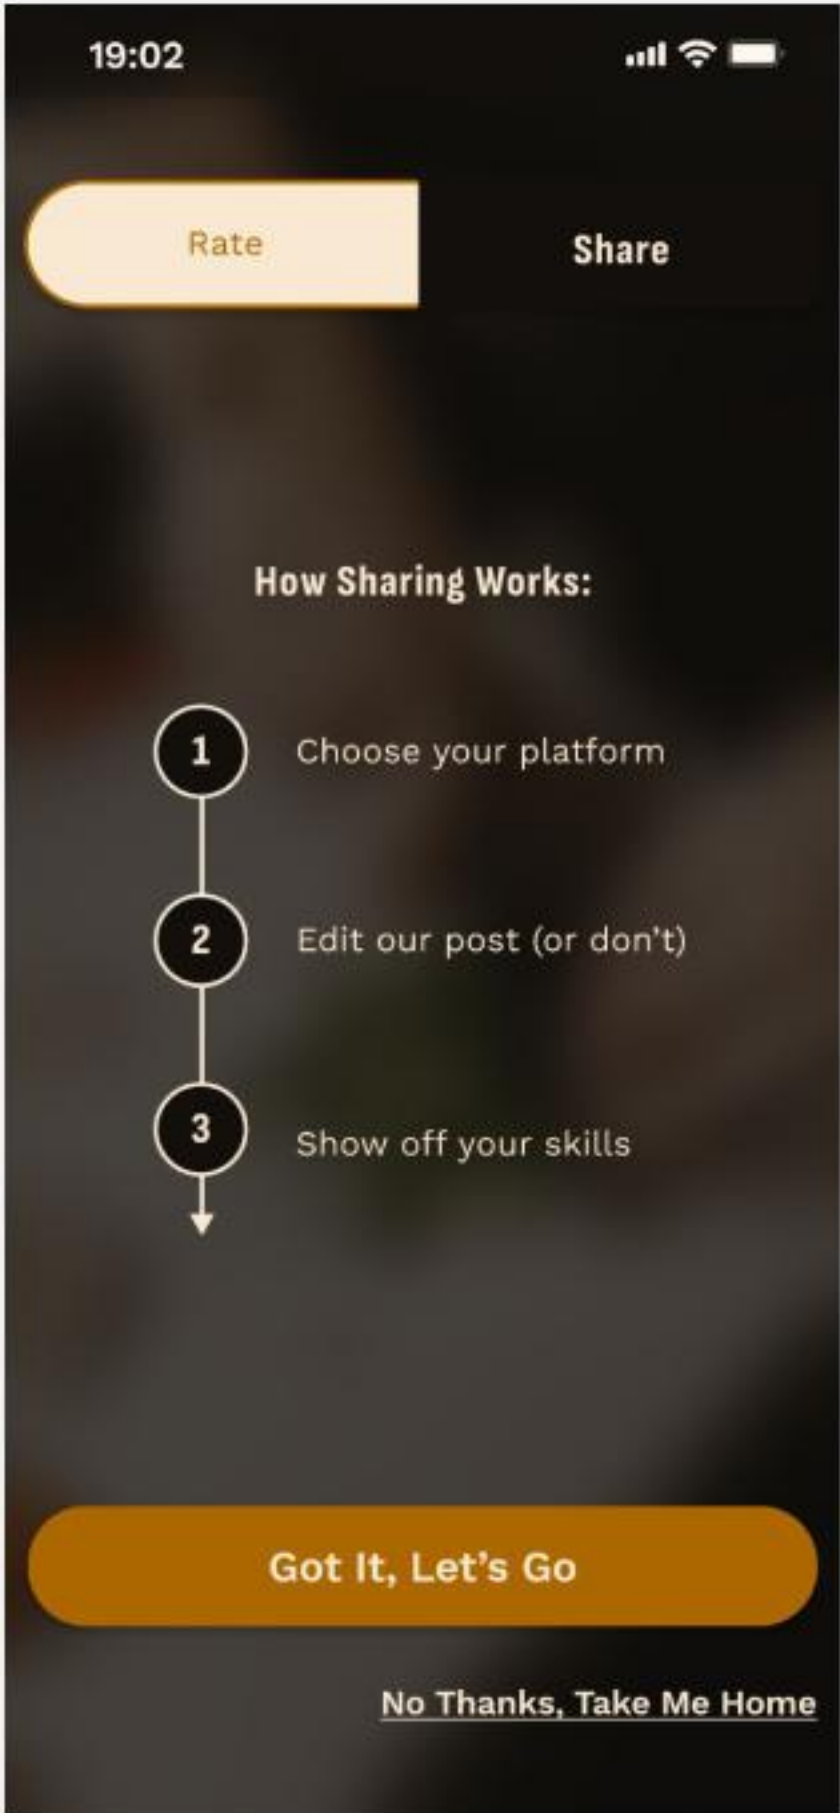 19:02
Rate
Share
How Sharing Works:
1 Choose your platform
2 Edit our post (or don't)
3 Show off your skills
Got It, Let's Go
No Thanks, Take Me Home